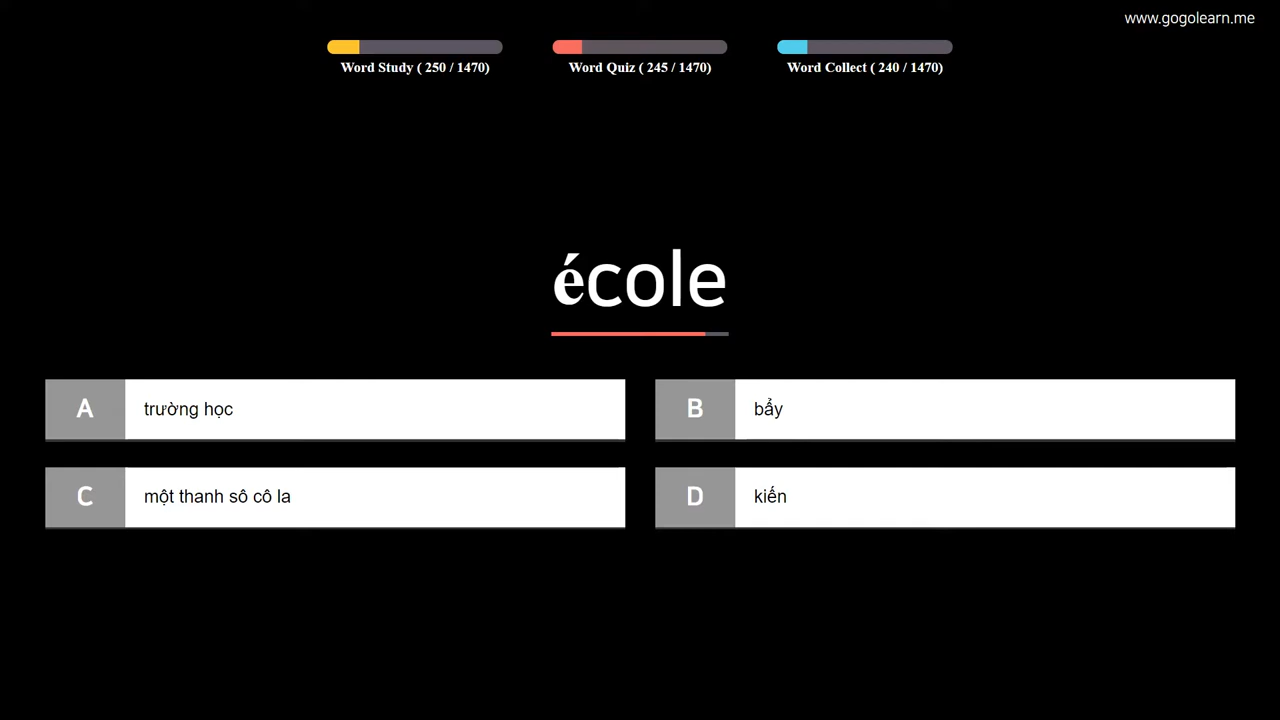 www.gogolearn.me
Word Study ( 250 / 1470)
Word Quiz ( 245 / 1470)
Word Collect ( 240 / 1470)
école
A trường học
B bẩy
C một thanh sô cô la
D kiến